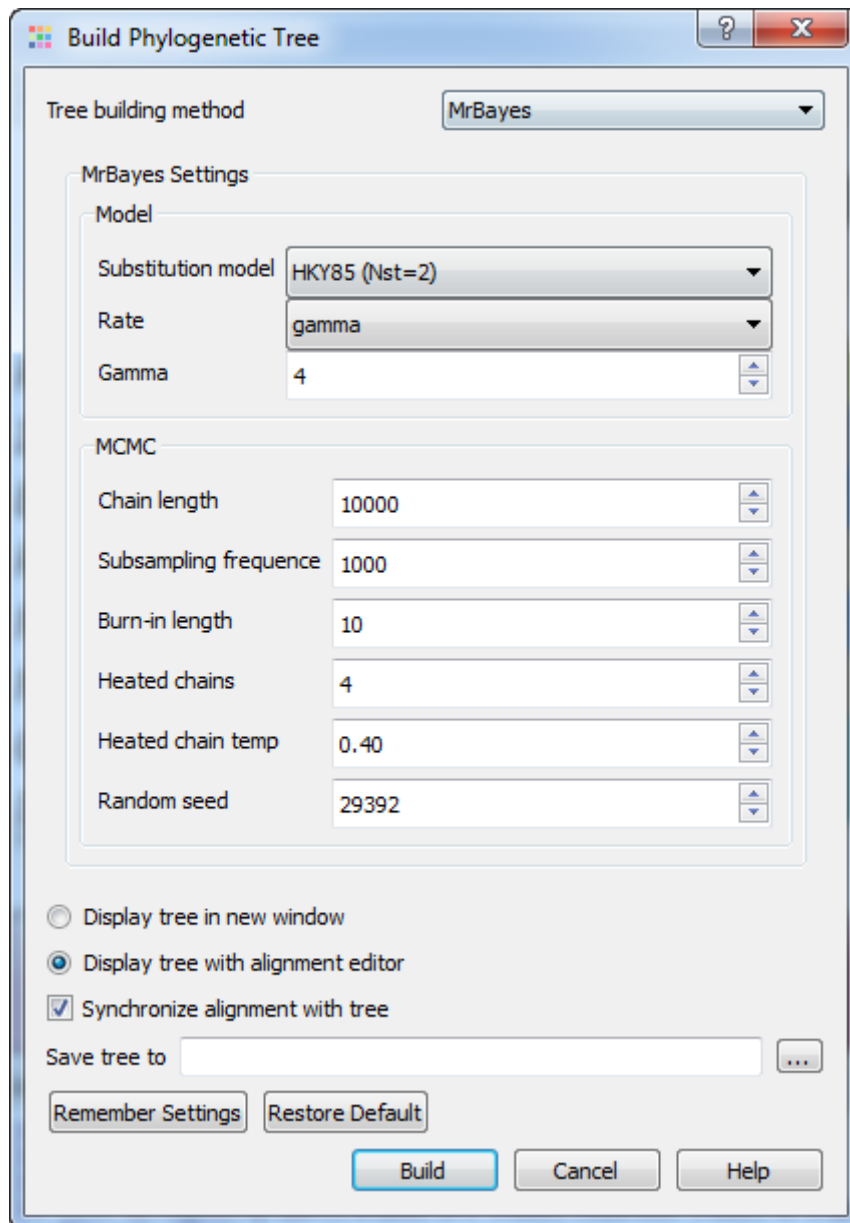 Build Phylogenetic Tree
? X
Tree building method MrBayes
MrBayes Settings
Model
Substitution model HKY85 (Nst=2)
Rate gamma
Gamma 4
MCMC
Chain length 10000
Subsampling frequence 1000
Burn-in length 10
Heated chains 4
Heated chain temp 0.40
Random seed 29392
Display tree in new window
Display tree with alignment editor
Synchronize alignment with tree
Save tree to ...
Remember Settings Restore Default
Build Cancel Help